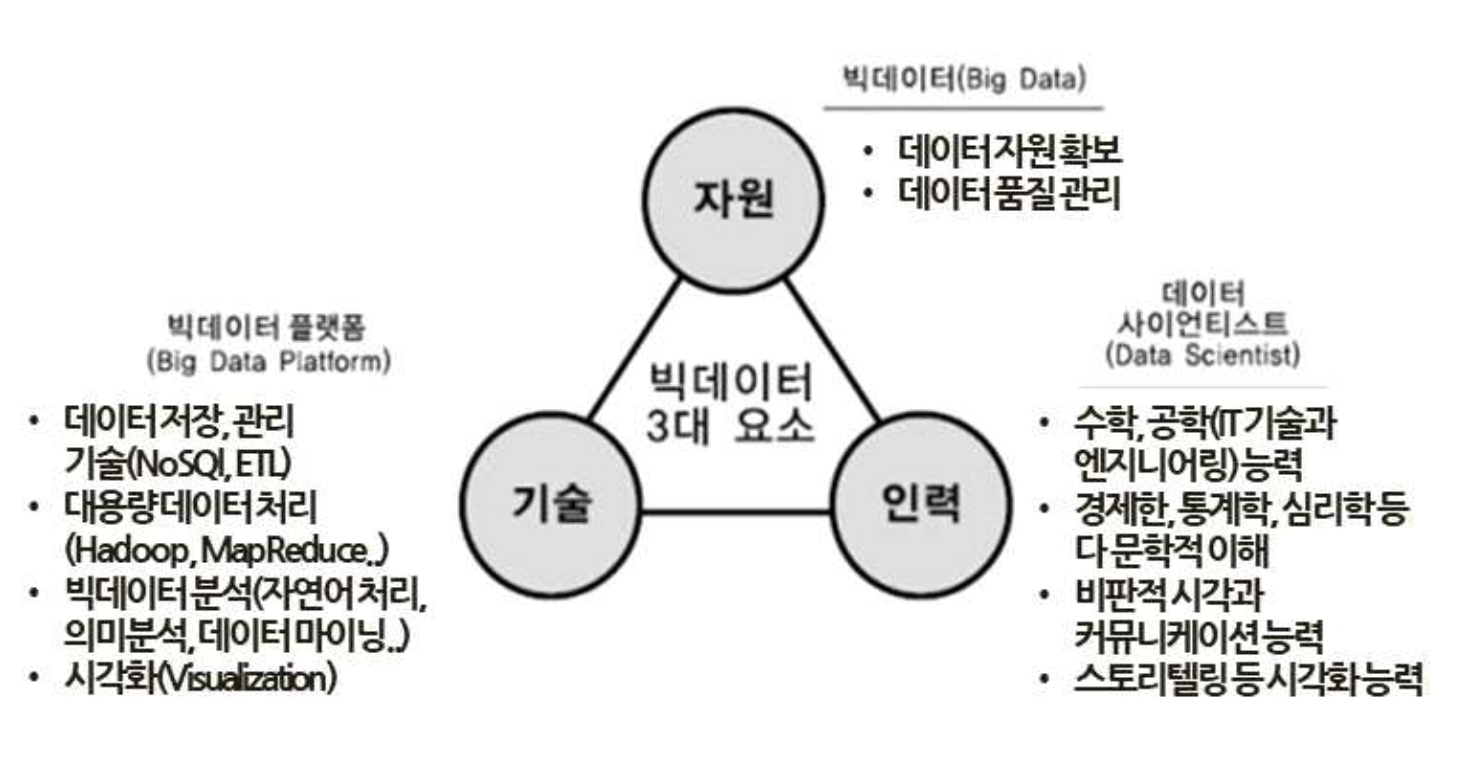 빅데이터(Big Data)
• 데이터 자원 확보
• 데이터 품질 관리
자원
빅데이터
3대 요소
기술
인력
빅데이터 플랫폼
(Big Data Platform)
• 데이터 저장, 관리
기술(NoSQl, ETL)
• 대용량 데이터 처리
(Hadoop, MapReduce..)
• 빅데이터 분석(자연어 처리,
의미분석, 데이터 마이닝..)
• 시각화(Visualization)
데이터
사이언티스트
(Data Scientist)
• 수학, 공학(IT 기술과
엔지니어링) 능력
• 경제한, 통계학, 심리학 등
다 문학적 이해
• 비판적 시각과
커뮤니케이션 능력
• 스토리텔링 등 시각화 능력